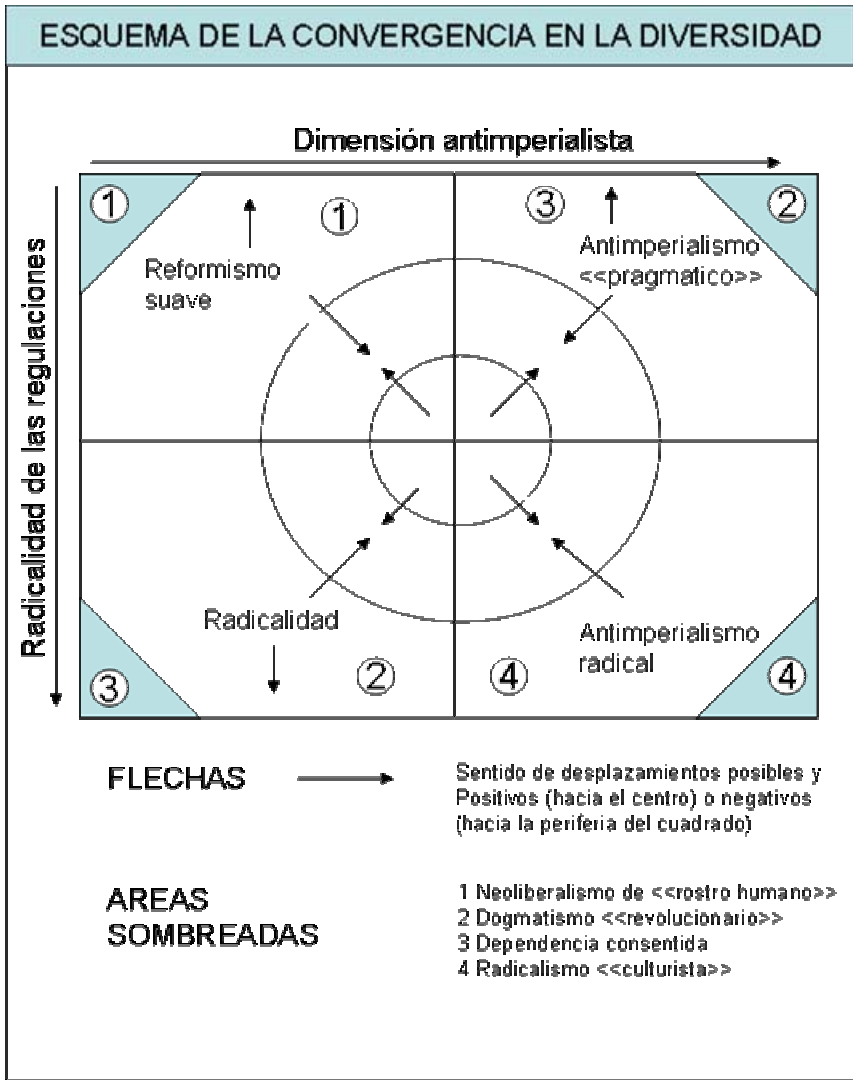 ESQUEMA DE LA CONVERGENCIA EN LA DIVERSIDAD
Dimensión antimperialista
Radicalidad de las regulaciones
1
1
3
2
Reformismo
suave
Antimperialismo
<<pragmatico>>
Radicalidad
Antimperialismo
radical
3
2
4
4
FLECHAS
Sentido de desplazamientos posibles y
Positivos (hacia el centro) o negativos
(hacia la periferia del cuadrado)
AREAS
SOMBREADAS
1 Neoliberalismo de <<rostro humano>>
2 Dogmatismo <<revolucionario>>
3 Dependencia consentida
4 Radicalismo <<culturista>>